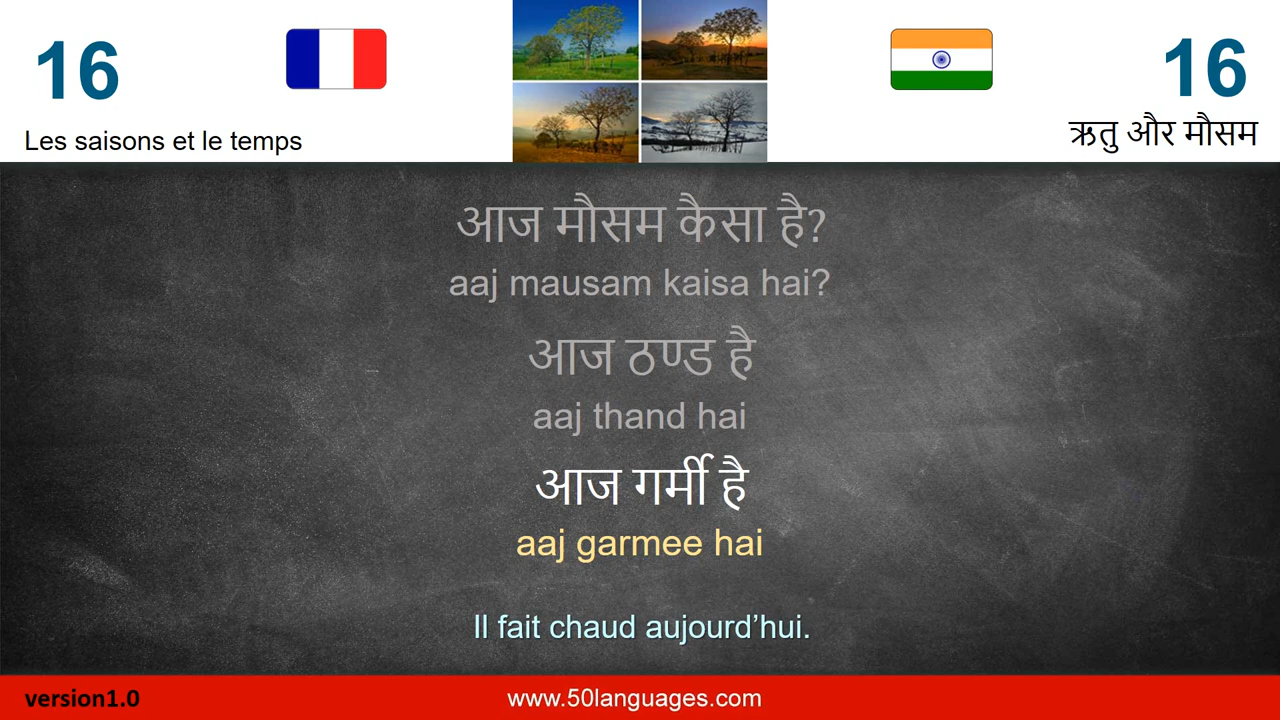 16
16
Les saisons et le temps
ऋतु और मौसम
आज मौसम कैसा है?
aaj mausam kaisa hai?
आज ठण्ड है
aaj thand hai
आज गर्मी है
aaj garmee hai
Il fait chaud aujourd’hui.
version1.0
www.50languages.com